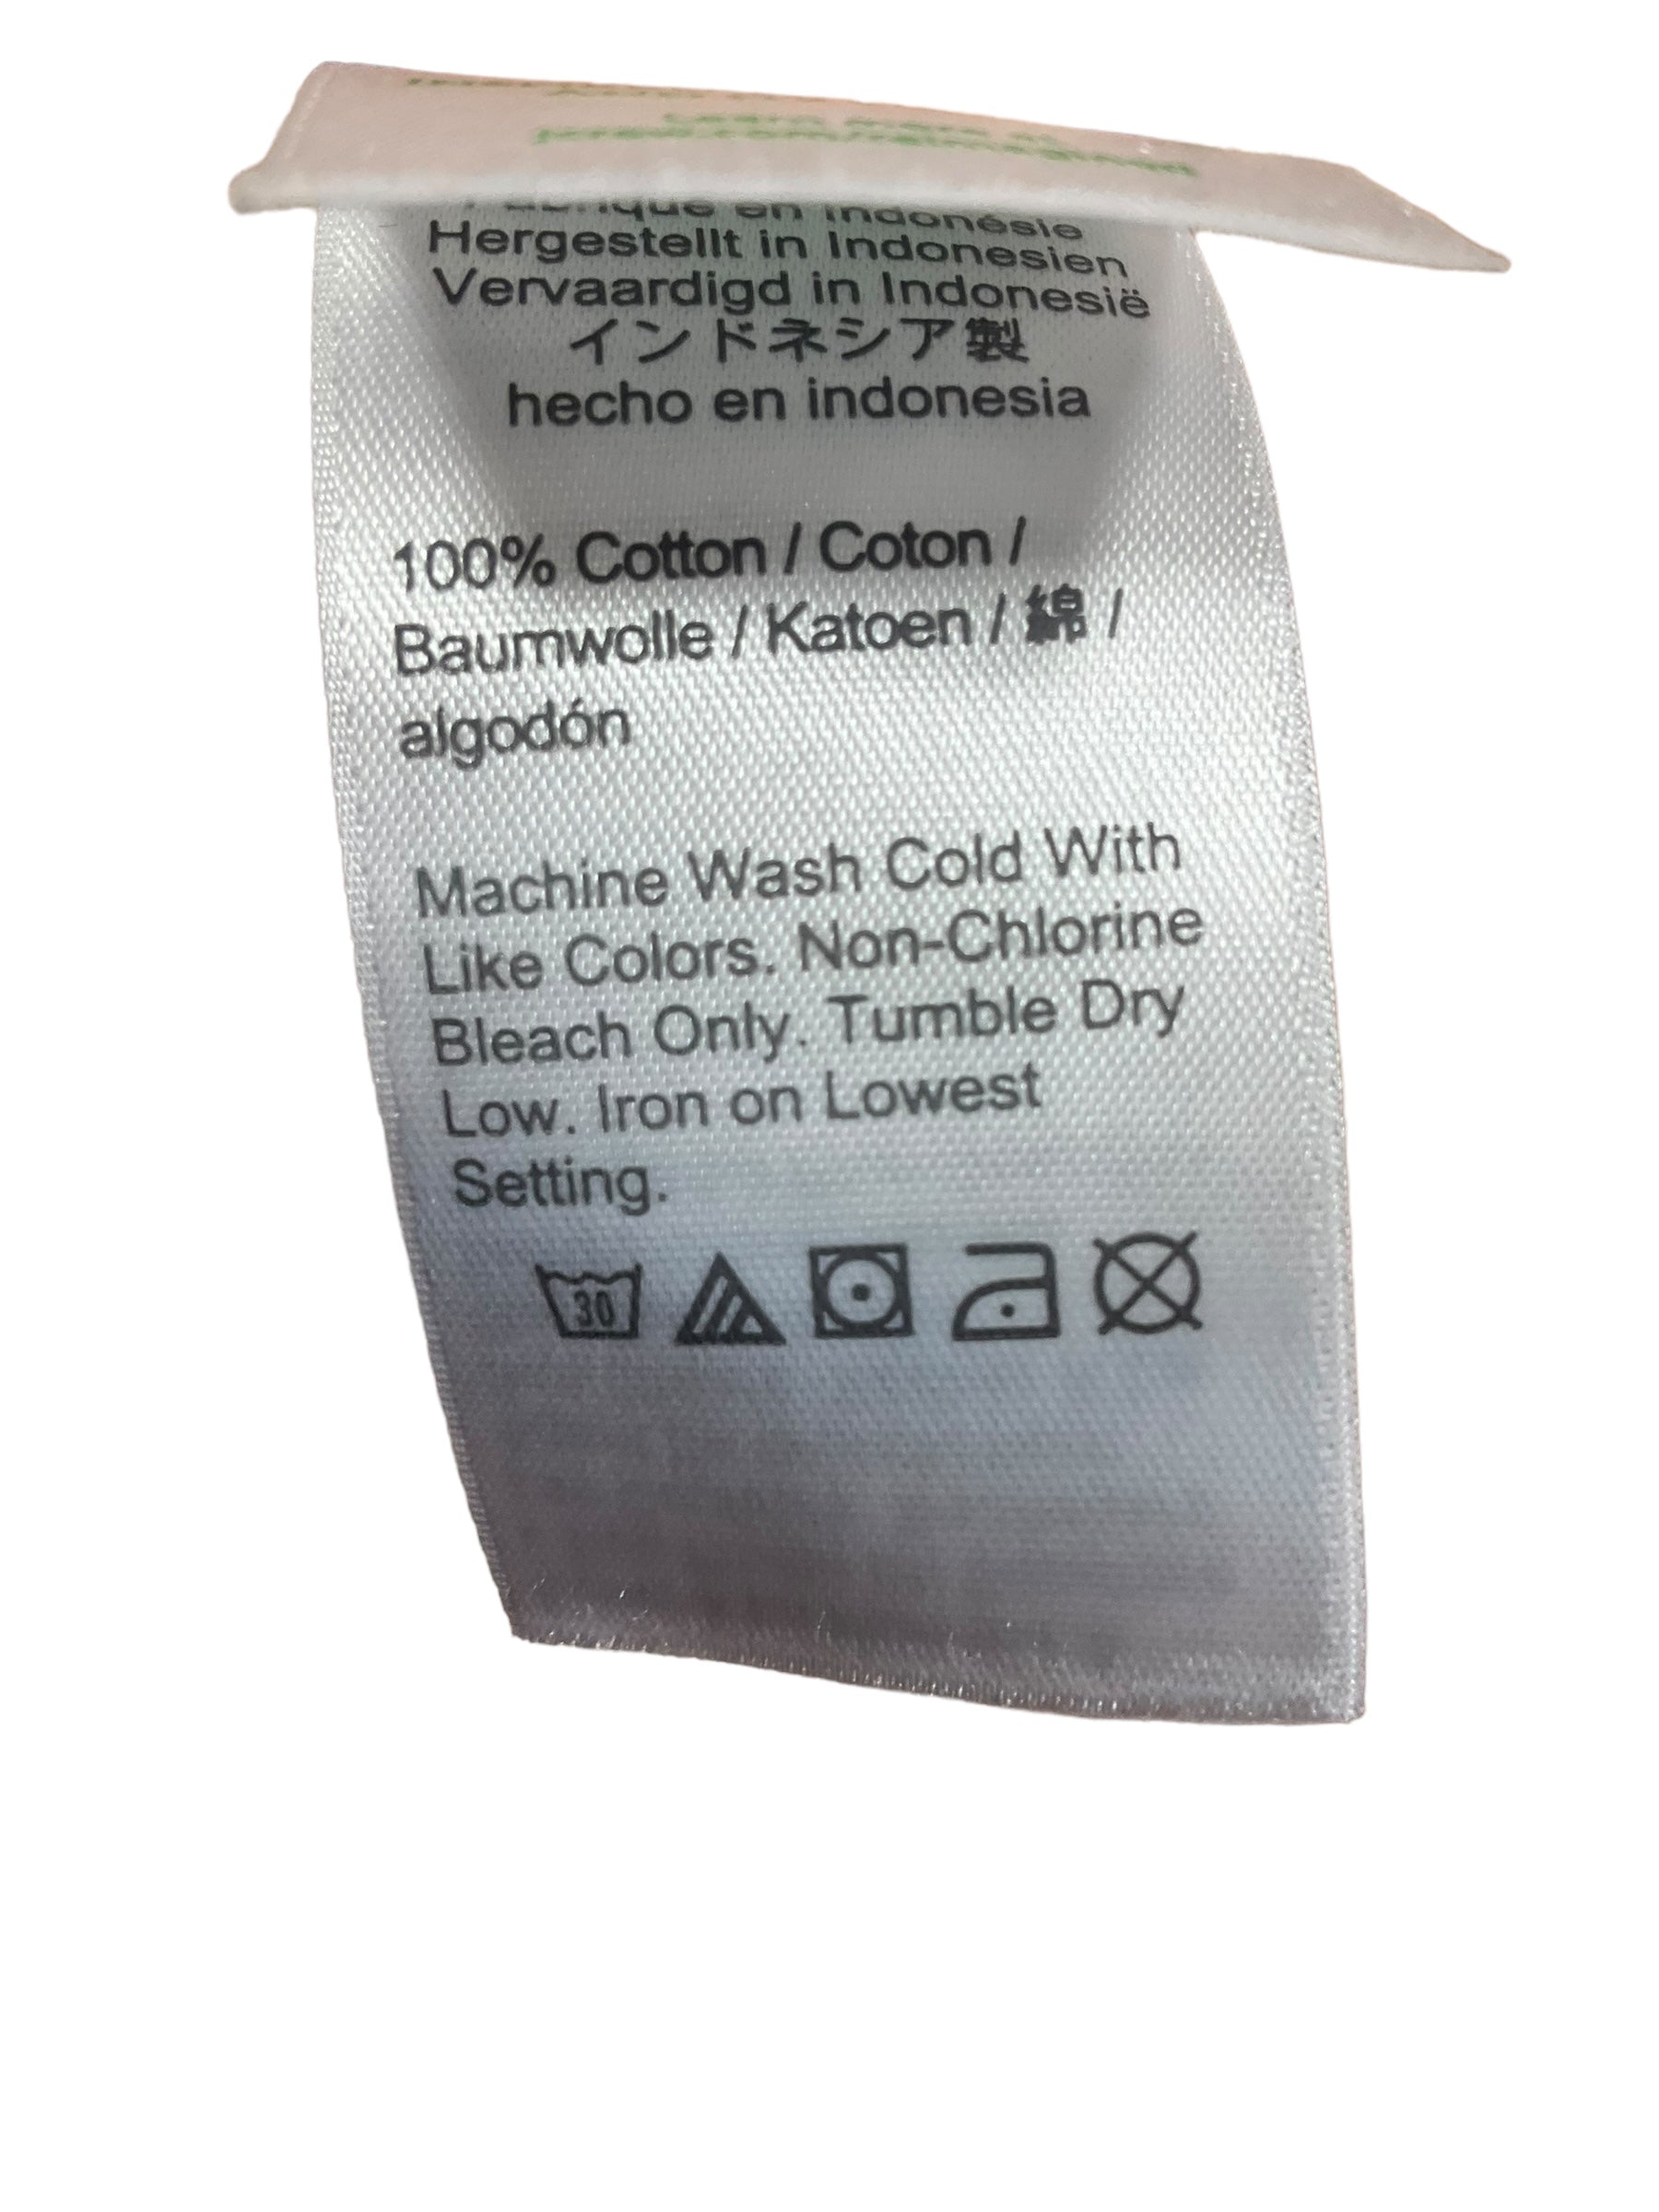 en Indonésie
Hergestellt in Indonesien
Vervaardigd in Indonesië
インドネシア製
hecho en indonesia
100% Cotton / Coton /
Baumwolle / Katoen / 綿 /
algodón
Machine Wash Cold With
Like Colors. Non-Chlorine
Bleach Only. Tumble Dry
Low. Iron on Lowest
Setting.
30